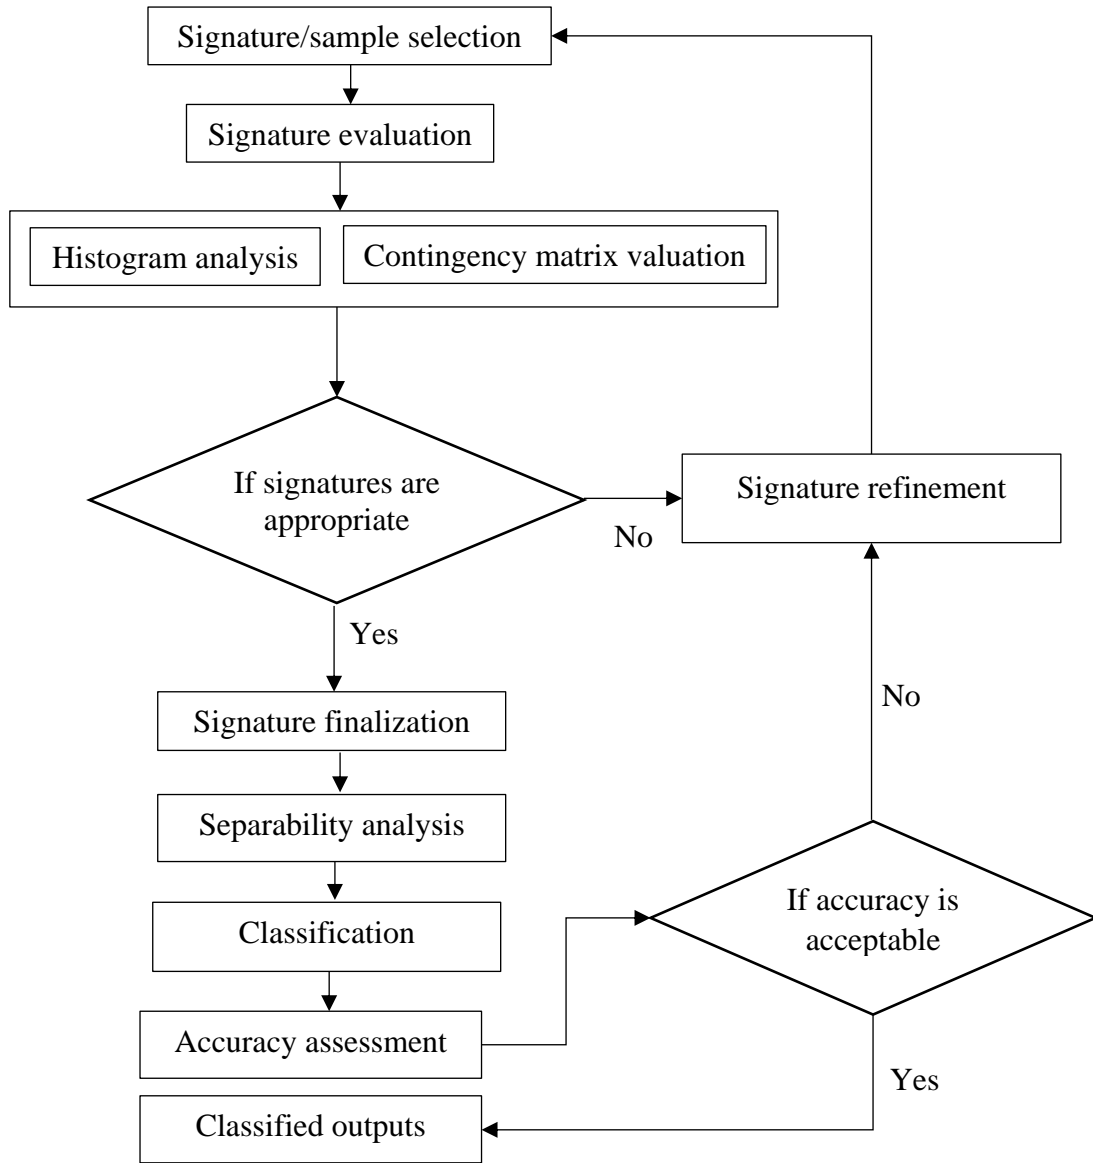 Signature/sample selection
Signature evaluation
Histogram analysis
Contingency matrix valuation
If signatures are
appropriate
No
Signature refinement
Yes
Signature finalization
No
Separability analysis
Classification
If accuracy is
acceptable
Accuracy assessment
Yes
Classified outputs